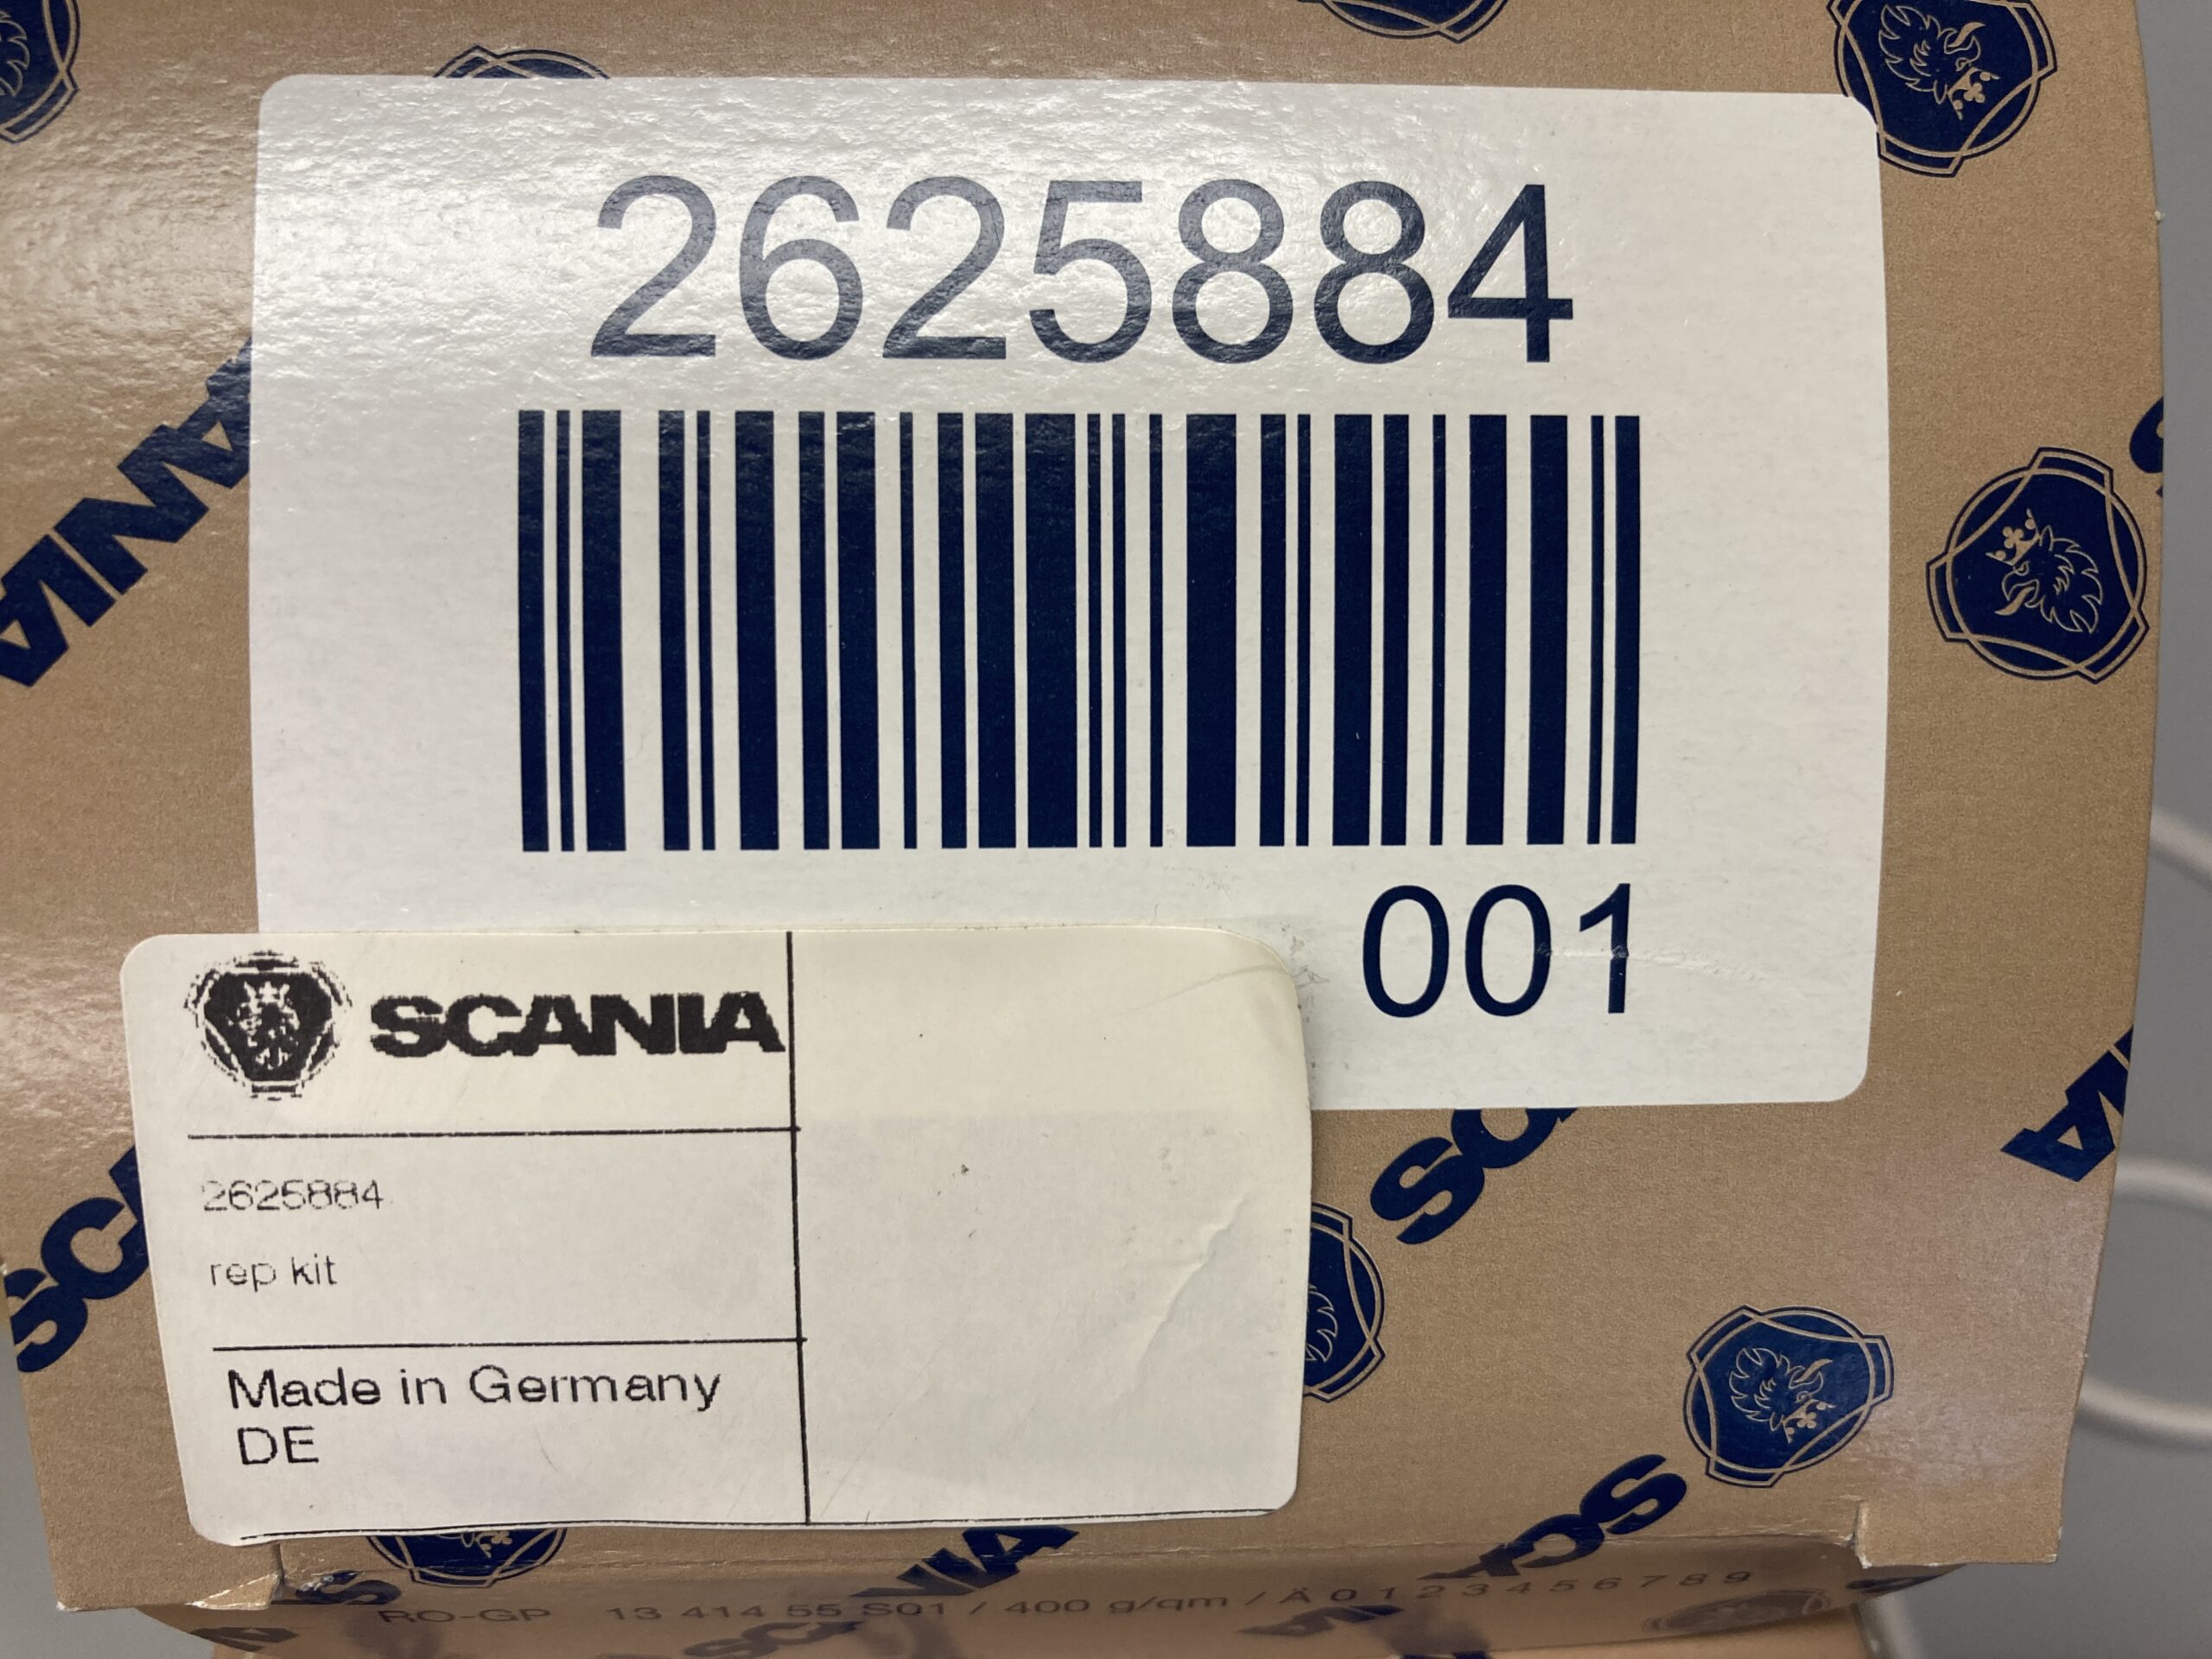 2625884
001
SCANIA
2625884
rep kit
Made in Germany
DE
SCANIA
RO-GP 13 414 55 S01 / 400 g/qm / Ä 0 1 2 3 4 5 6 7 8 9